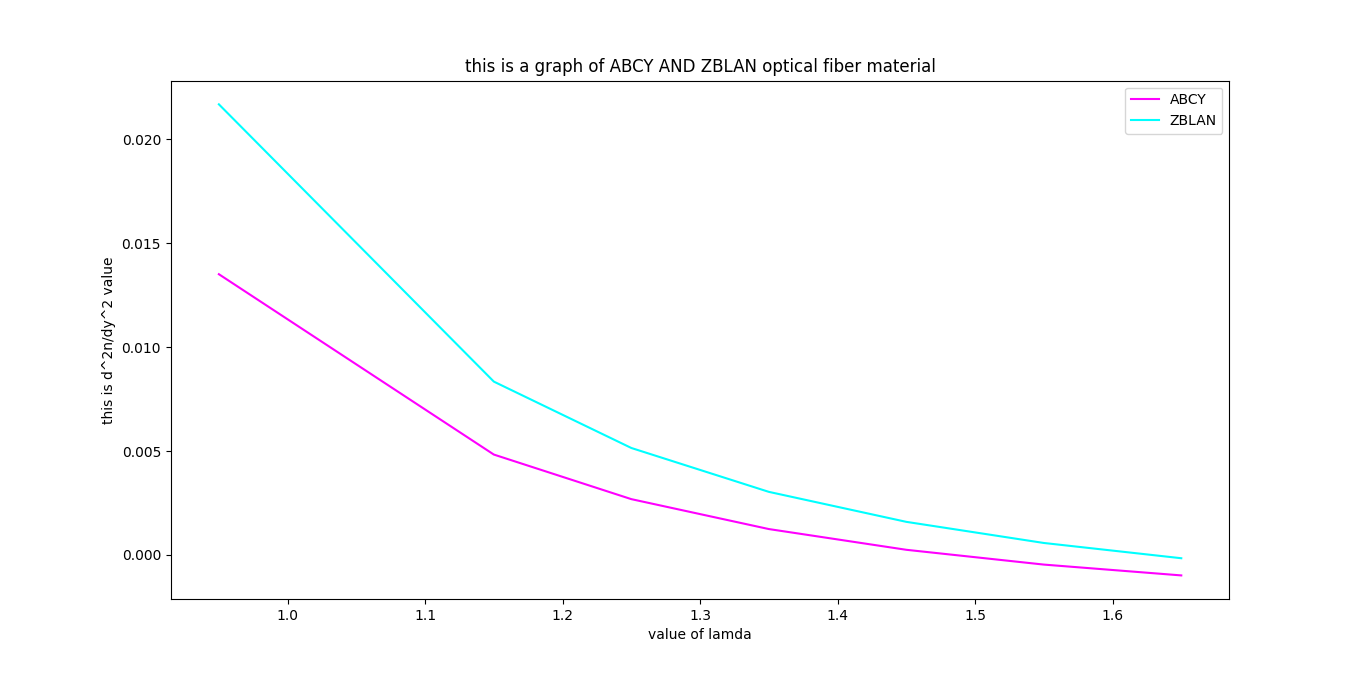 this is a graph of ABCY AND ZBLAN optical fiber material
ABCY
ZBLAN
0.020
0.015
0.010
0.005
0.000
this is d^2n/dy^2 value
1.0 1.1 1.2 1.3 1.4 1.5 1.6
value of lamda